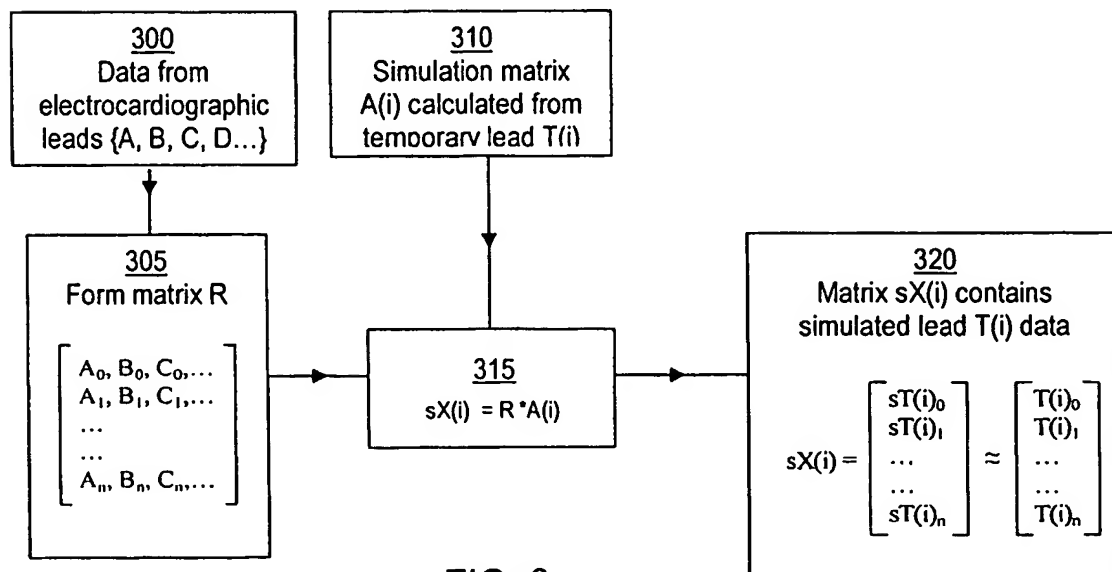 300
Data from
electrocardiographic
leads {A, B, C, D...}
310
Simulation matrix
A(i) calculated from
temporary lead T(i)
305
Form matrix R
A₀, B₀, C₀,...
A₁, B₁, C₁,...
...
...
Aₙ, Bₙ, Cₙ,...
315
sX(i) = R*A(i)
320
Matrix sX(i) contains
simulated lead T(i) data
sX(i) =
sT(i)₀
sT(i)₁
...
...
sT(i)ₙ
≈
T(i)₀
T(i)₁
...
...
T(i)ₙ